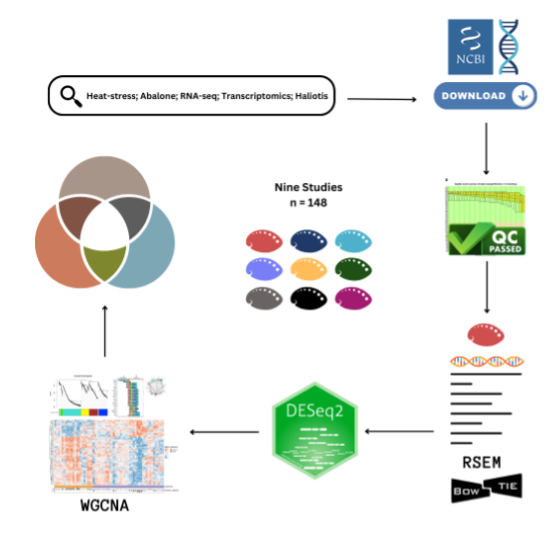 Heat-stress; Abalone; RNA-seq; Transcriptomics; Haliotis
NCBI
DOWNLOAD
Nine Studies
n = 148
QC
PASSED
DESeq2
RSEM
BOW TIE
WGCNA